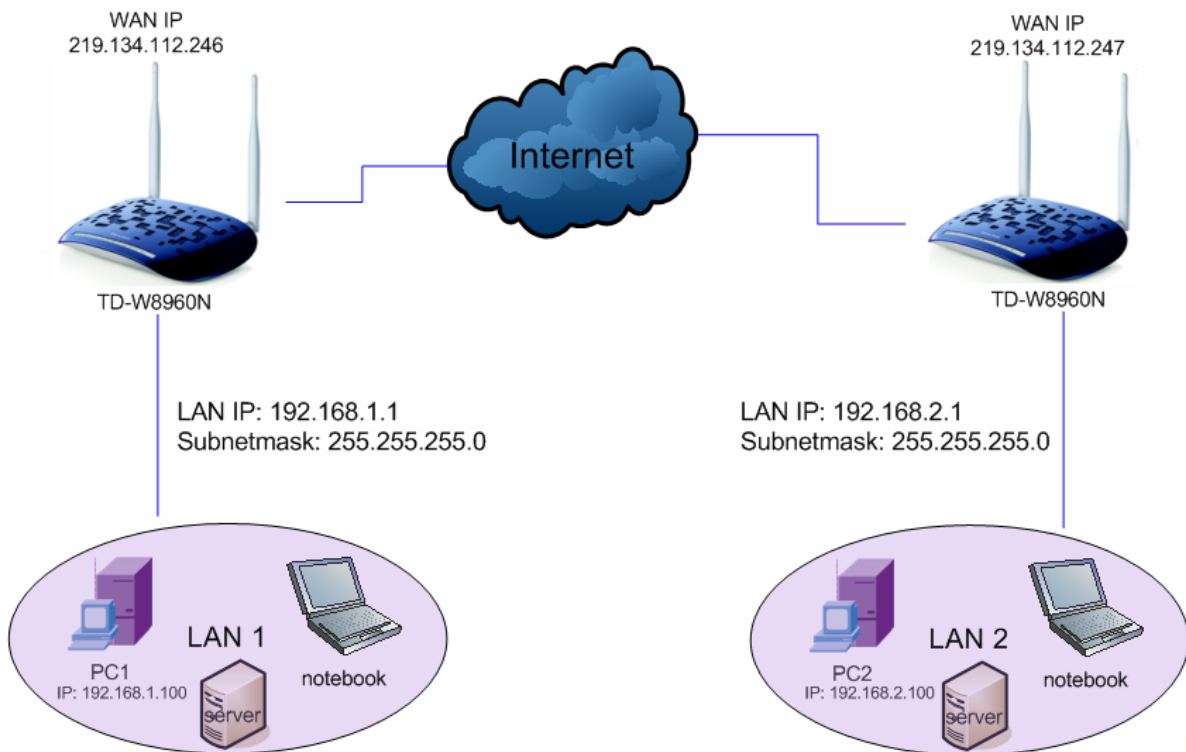 WAN IP
219.134.112.246
WAN IP
219.134.112.247
Internet
TD-W8960N
TD-W8960N
LAN IP: 192.168.1.1
Subnetmask: 255.255.255.0
LAN IP: 192.168.2.1
Subnetmask: 255.255.255.0
LAN 1
PC1
IP: 192.168.1.100
server
notebook
LAN 2
PC2
IP: 192.168.2.100
server
notebook